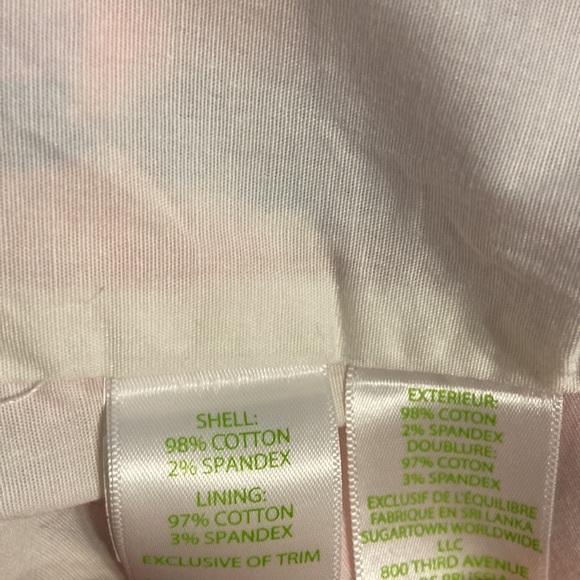 SHELL:
98% COTTON
2% SPANDEX
LINING:
97% COTTON
3% SPANDEX
EXCLUSIVE OF TRIM
EXTERIEUR:
98% COTON
2% SPANDEX
DOUBLURE:
97% COTON
3% SPANDEX
EXCLUSIF DE L'ÉQUILIBRE
FABRIQUE EN SRI LANKA
SUGARTOWN WORLDWIDE,
LLC
800 THIRD AVENUE